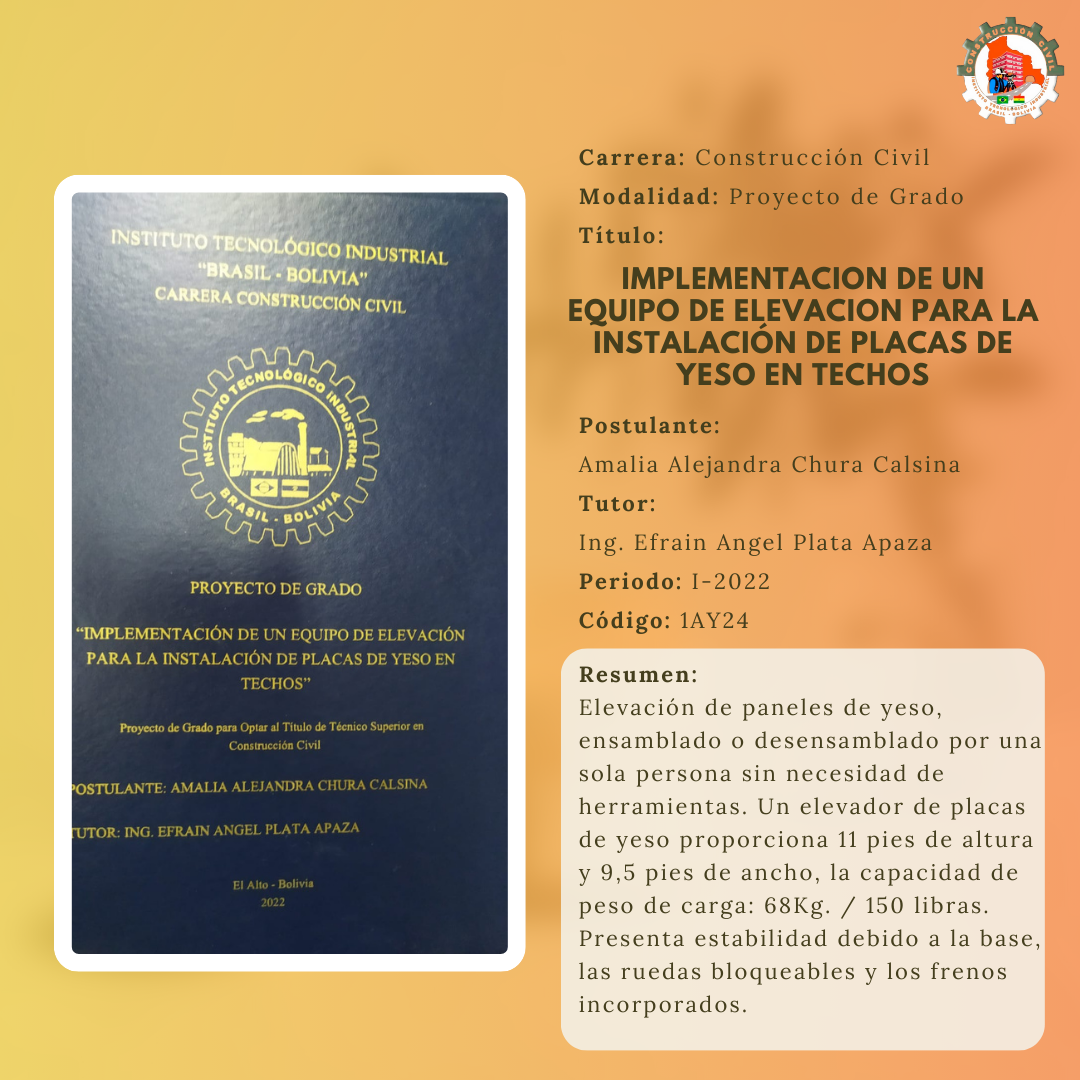 CONSTRUCCION CIVIL
INSTITUTO TECNOLÓGICO INDUSTRIAL
BRASIL - BOLIVIA
INSTITUTO TECNOLÓGICO INDUSTRIAL
“BRASIL - BOLIVIA”
CARRERA CONSTRUCCIÓN CIVIL
INSTITUTO TECNOLÓGICO INDUSTRIAL
BRASIL - BOLIVIA
PROYECTO DE GRADO
“IMPLEMENTACIÓN DE UN EQUIPO DE ELEVACIÓN
PARA LA INSTALACIÓN DE PLACAS DE YESO EN
TECHOS”
Proyecto de Grado para Optar al Título de Técnico Superior en
Construcción Civil
POSTULANTE: AMALIA ALEJANDRA CHURA CALSINA
TUTOR: ING. EFRAIN ANGEL PLATA APAZA
El Alto - Bolivia
2022
Carrera: Construcción Civil
Modalidad: Proyecto de Grado
Título:
IMPLEMENTACION DE UN
EQUIPO DE ELEVACION PARA LA
INSTALACIÓN DE PLACAS DE
YESO EN TECHOS
Postulante:
Amalia Alejandra Chura Calsina
Tutor:
Ing. Efrain Angel Plata Apaza
Periodo: I-2022
Código: 1AY24
Resumen:
Elevación de paneles de yeso,
ensamblado o desensamblado por una
sola persona sin necesidad de
herramientas. Un elevador de placas
de yeso proporciona 11 pies de altura
y 9,5 pies de ancho, la capacidad de
peso de carga: 68Kg. / 150 libras.
Presenta estabilidad debido a la base,
las ruedas bloqueables y los frenos
incorporados.